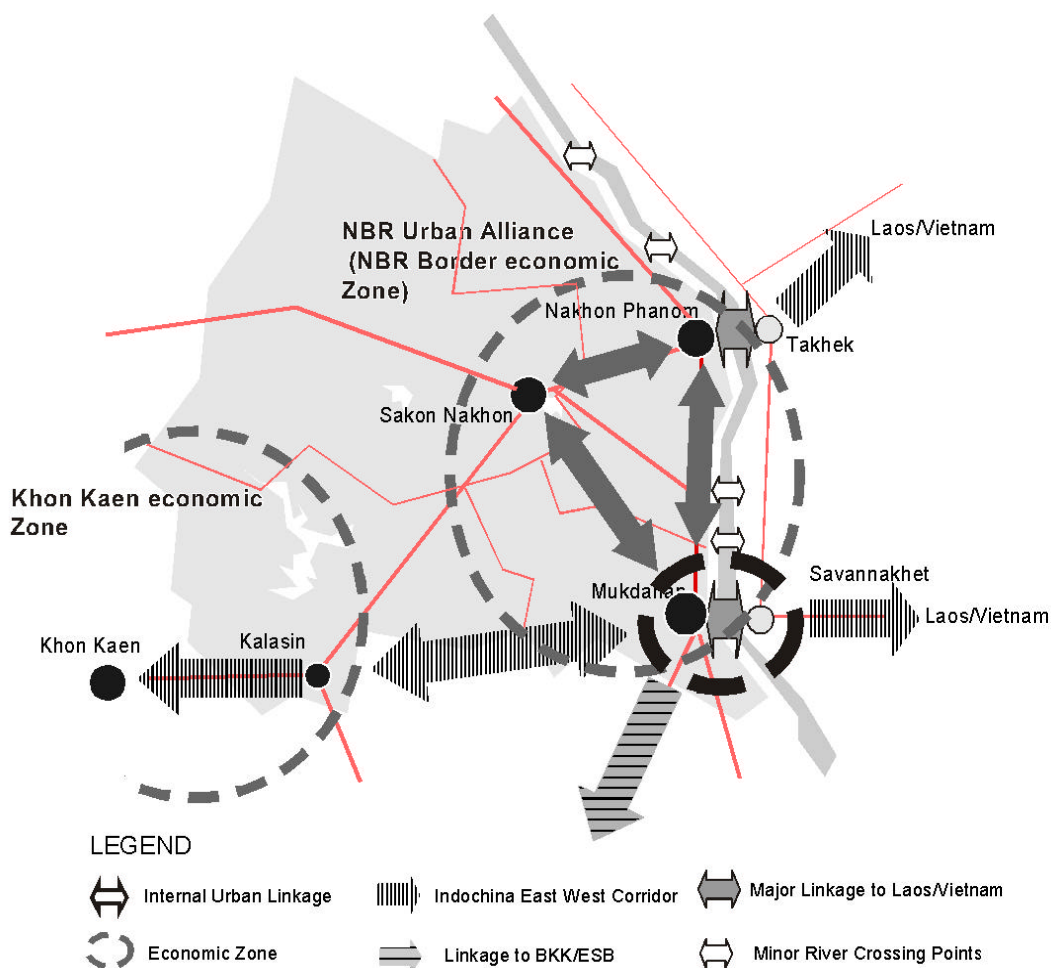 Laos/Vietnam
NBR Urban Alliance
(NBR Border economic
Zone)
Nakhon Phanom
Takhek
Sakon Nakhon
Khon Kaen economic
Zone
Savannakhet
Mukdahan
Laos/Vietnam
Khon Kaen
Kalasin
LEGEND
Internal Urban Linkage
Indochina East West Corridor
Major Linkage to Laos/Vietnam
Economic Zone
Linkage to BKK/ESB
Minor River Crossing Points